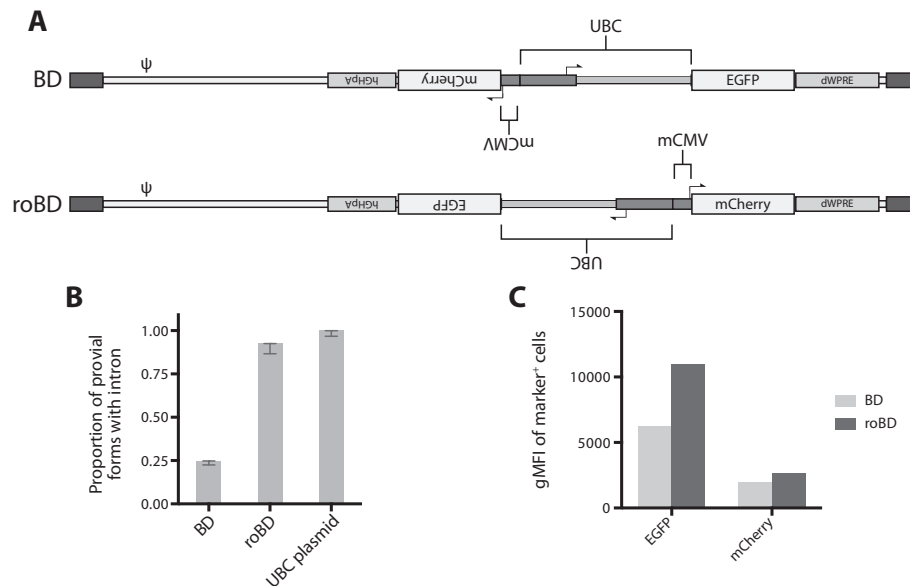 A
UBC
ψ
BD
hGHpA
mCherry
EGFP
dWPRE
mCMV
mCMV
ψ
roBD
hGHpA
EGFP
mCherry
dWPRE
UBC
B
Proportion of provial
forms with intron
1.00
0.75
0.50
0.25
0.00
BD
roBD
UBC plasmid
C
gMFI of marker+ cells
15000
10000
5000
0
EGFP
mCherry
BD
roBD